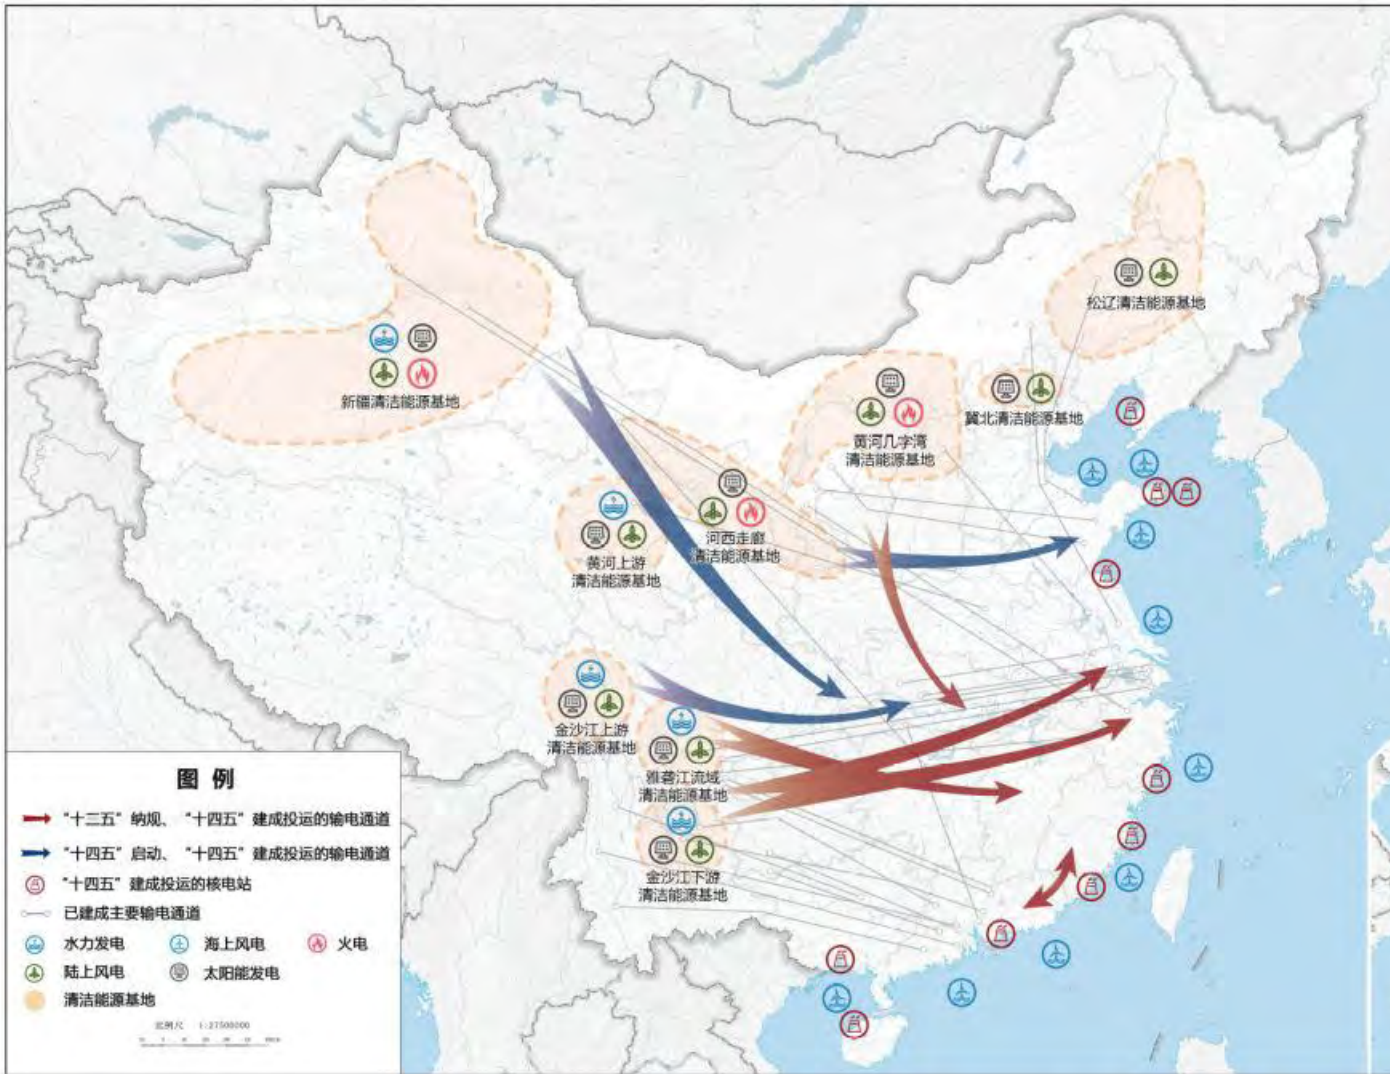 松辽清洁能源基地
新疆清洁能源基地
冀北清洁能源基地
黄河几字湾
清洁能源基地
河西走廊
清洁能源基地
黄河上游
清洁能源基地
金沙江上游
清洁能源基地
雅砻江流域
清洁能源基地
金沙江下游
清洁能源基地
图 例
“十三五”纳规、“十四五”建成投运的输电通道
“十四五”启动、“十四五”建成投运的输电通道
“十四五”建成投运的核电站
已建成主要输电通道
水力发电 海上风电 火电
陆上风电 太阳能发电
清洁能源基地
比例尺 1:27500000